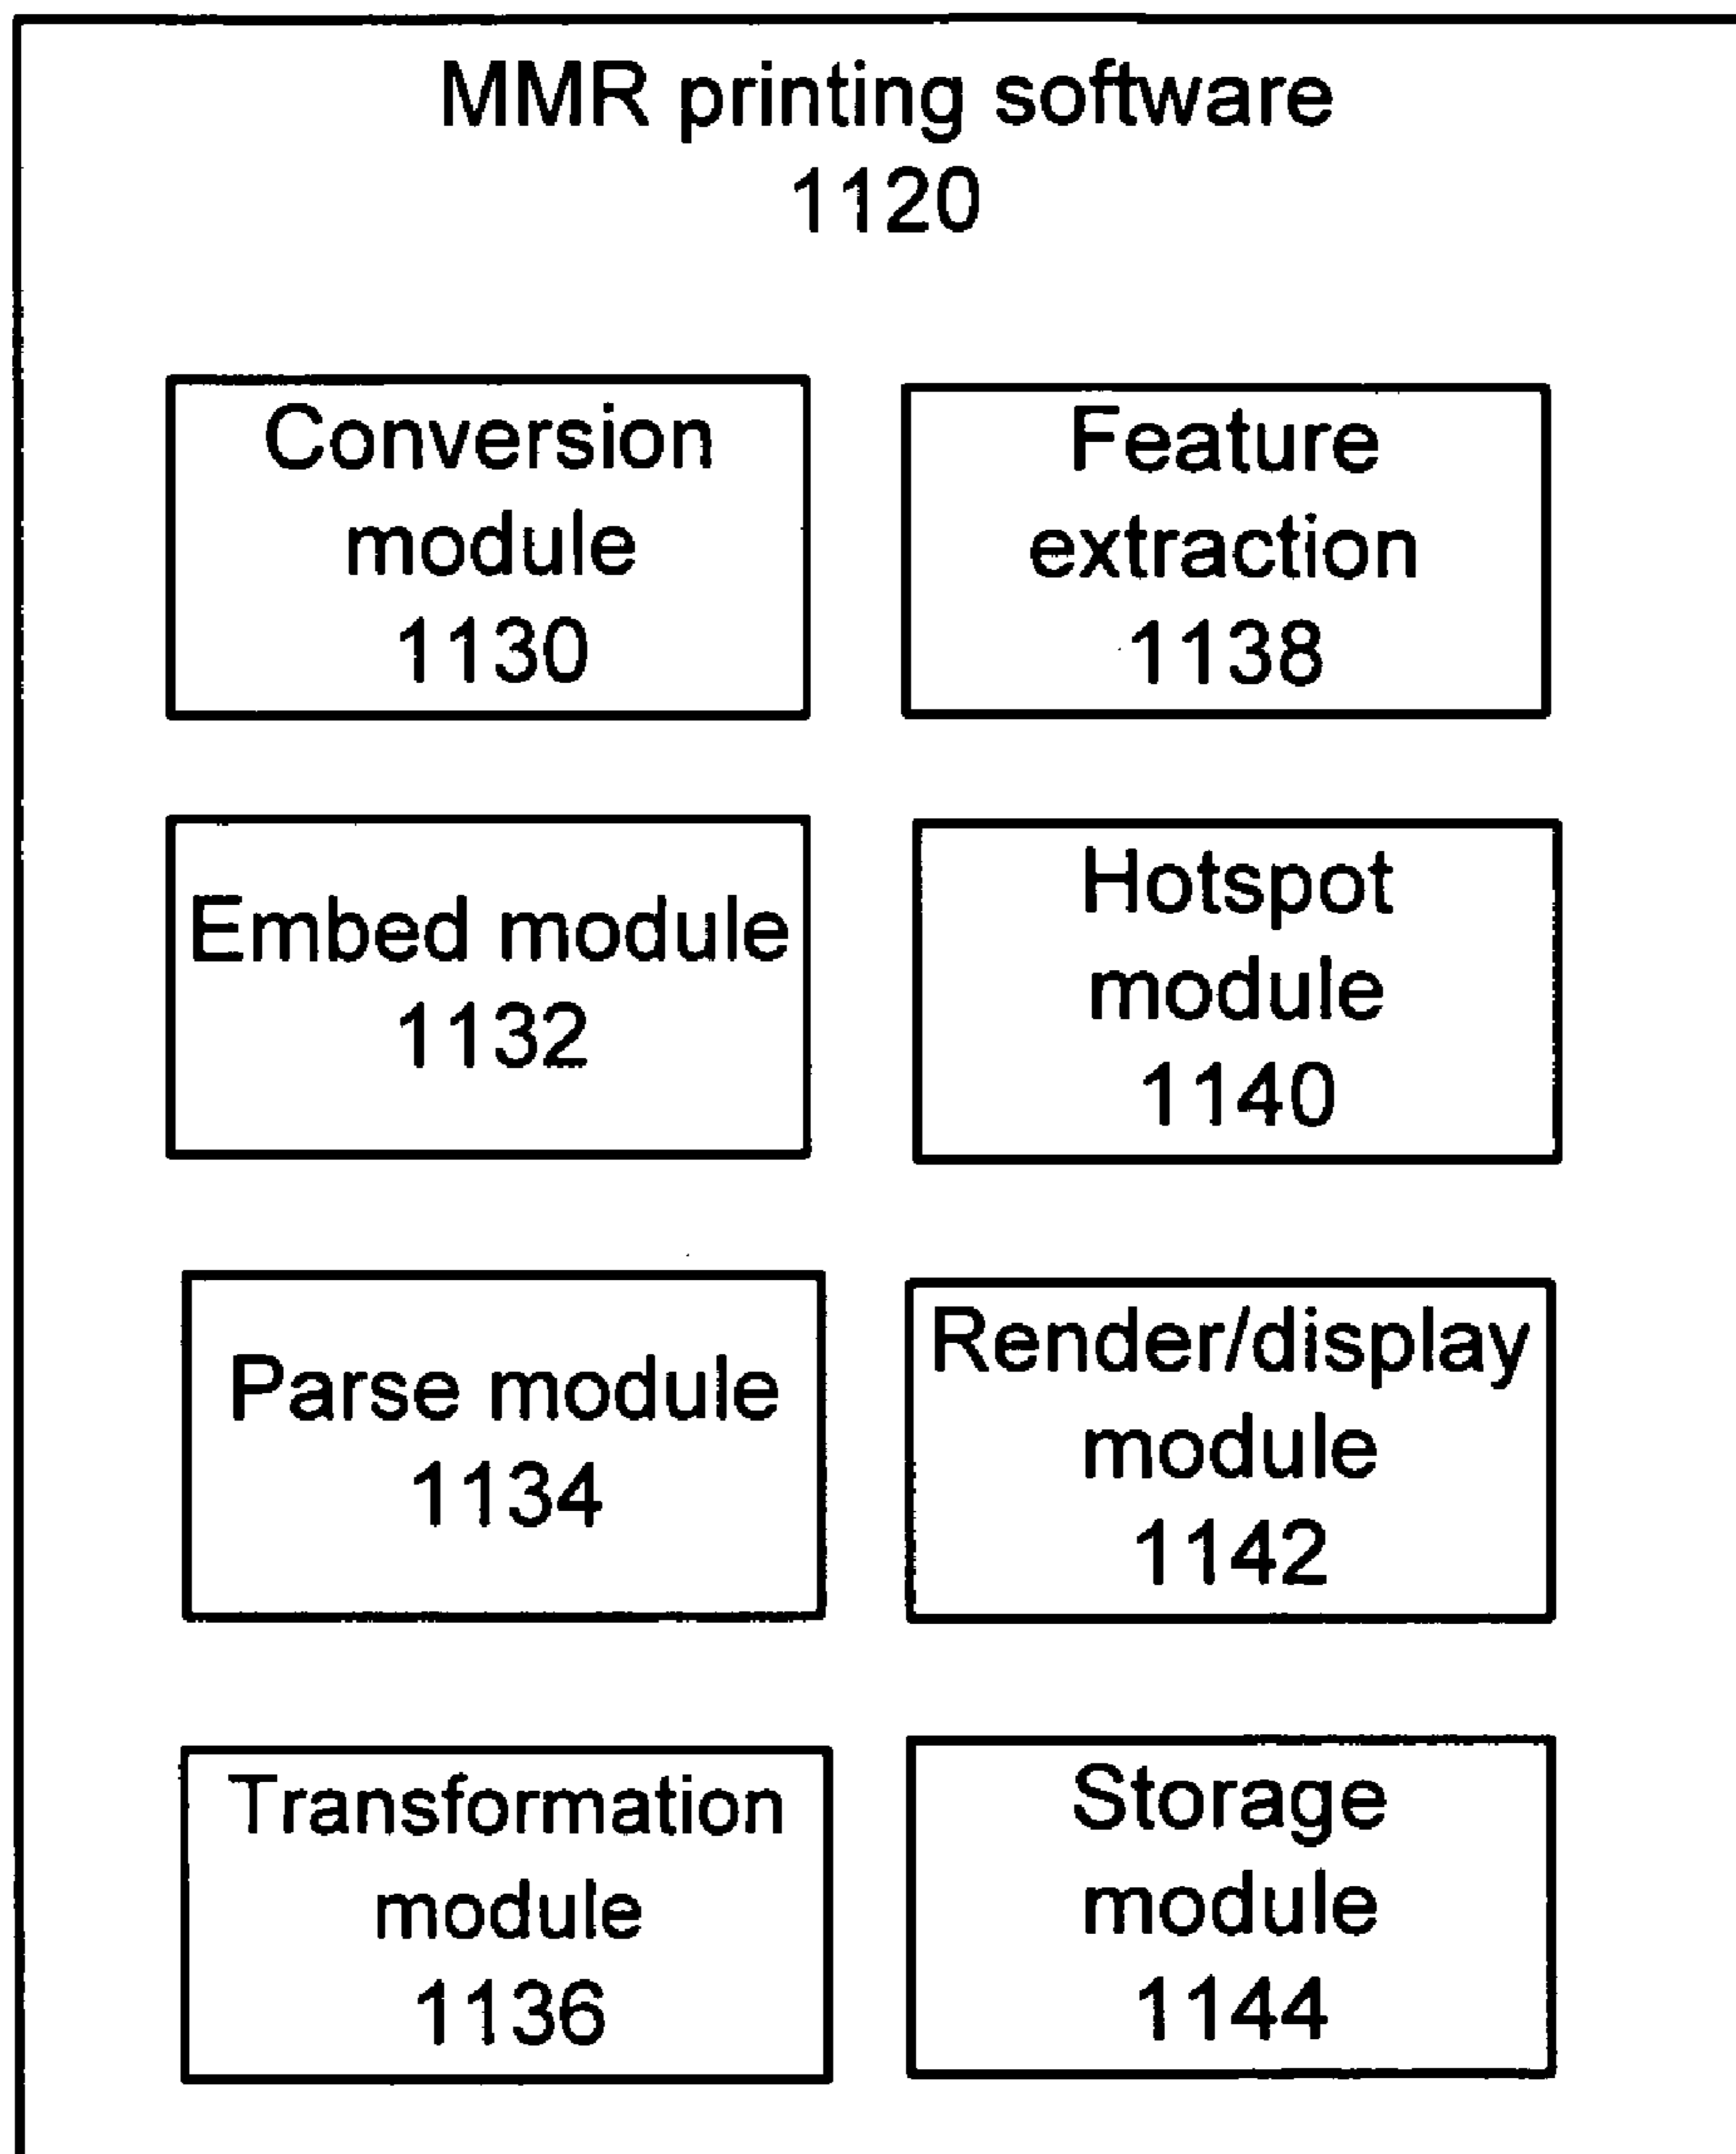 MMR printing software
1120
Conversion
module
1130
Feature
extraction
1138
Embed module
1132
Hotspot
module
1140
Parse module
1134
Render/display
module
1142
Transformation
module
1136
Storage
module
1144